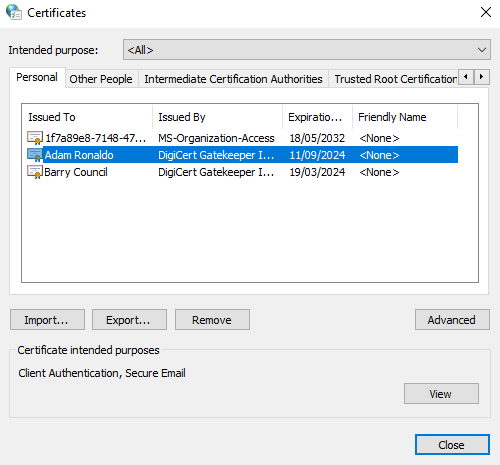 Certificates
Intended purpose: <All>
Personal Other People Intermediate Certification Authorities Trusted Root Certification
Issued To Issued By Expiratio... Friendly Name
1f7a89e8-7148-47... MS-Organization-Access 18/05/2032 <None>
Adam Ronaldo DigiCert Gatekeeper I... 11/09/2024 <None>
Barry Council DigiCert Gatekeeper I... 19/03/2024 <None>
Import... Export... Remove Advanced
Certificate intended purposes
Client Authentication, Secure Email
View
Close